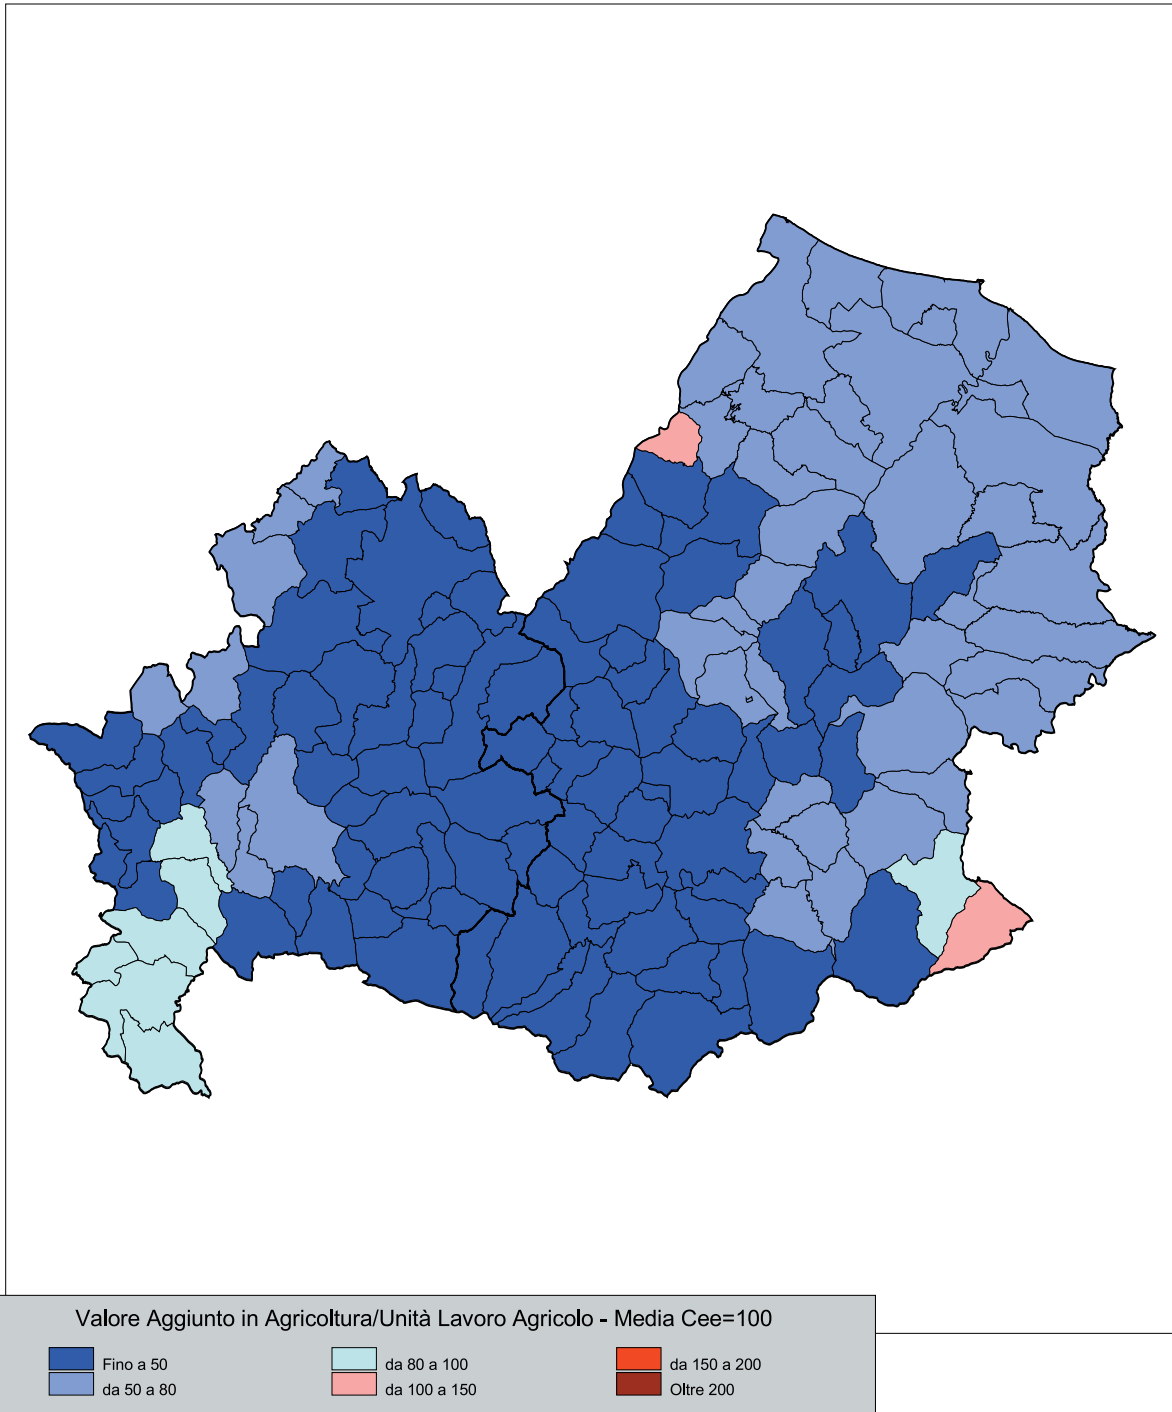 Valore Aggiunto in Agricoltura/Unità Lavoro Agricolo - Media Cee=100
Fino a 50
da 50 a 80
da 80 a 100
da 100 a 150
da 150 a 200
Oltre 200